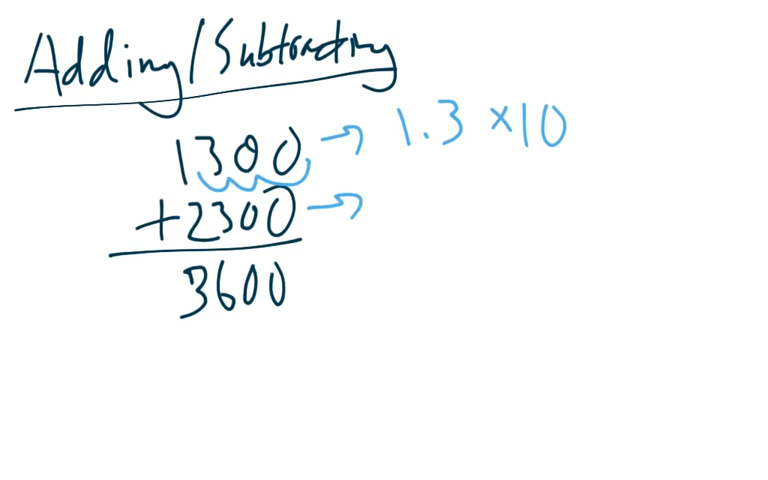 Adding/Subtracting
1300 → 1.3 ×10
+2300 →
3600